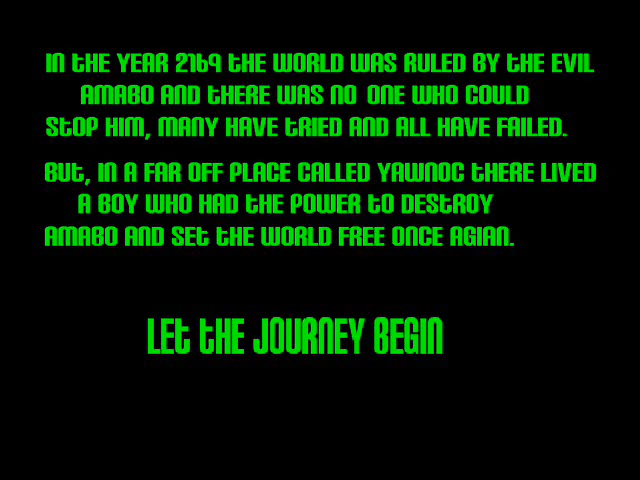 IN THE YEAR 2169 THE WORLD WAS RULED BY THE EVIL
AMABO AND THERE WAS NO ONE WHO COULD
STOP HIM, MANY HAVE TRIED AND ALL HAVE FAILED.
BUT, IN A FAR OFF PLACE CALLED YAWNOC THERE LIVED
A BOY WHO HAD THE POWER TO DESTROY
AMABO AND SET THE WORLD FREE ONCE AGIAN.
LET THE JOURNEY BEGIN